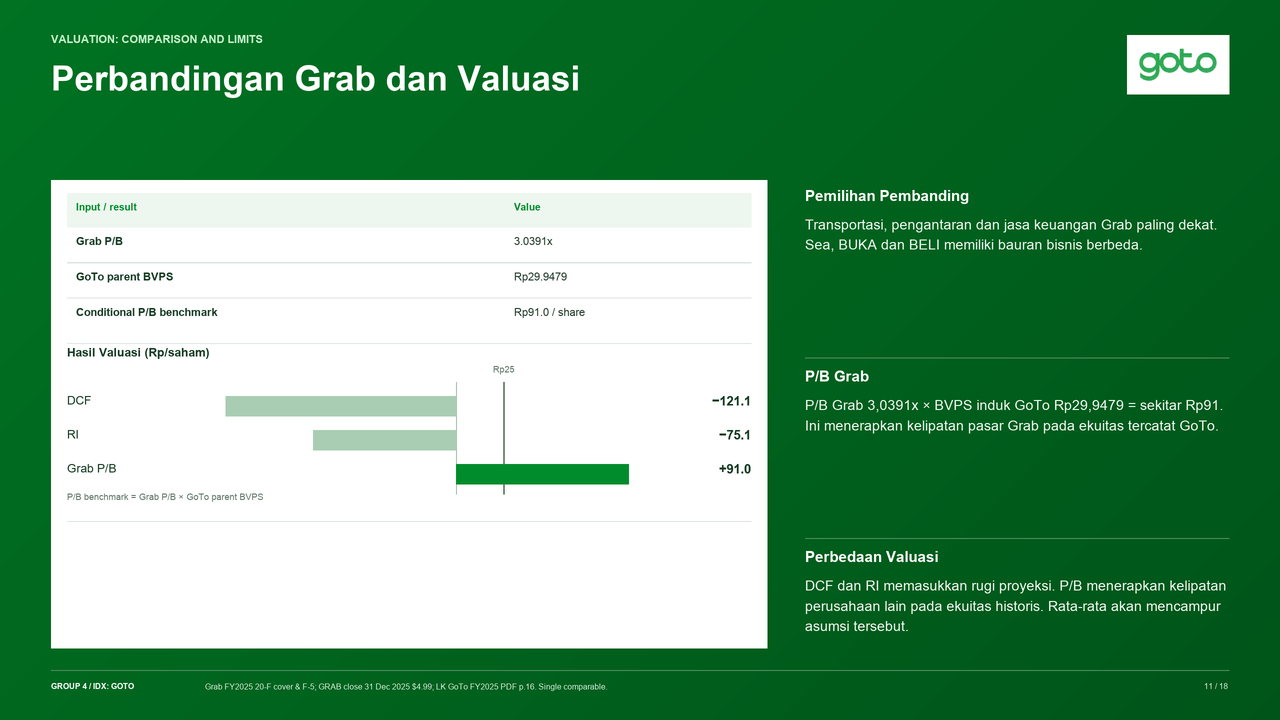 VALUATION: COMPARISON AND LIMITS
Perbandingan Grab dan Valuasi
goto
Input / result Value
Grab P/B 3.0391x
GoTo parent BVPS Rp29.9479
Conditional P/B benchmark Rp91.0 / share
Hasil Valuasi (Rp/saham)
Rp25
DCF −121.1
RI −75.1
Grab P/B +91.0
P/B benchmark = Grab P/B × GoTo parent BVPS
Pemilihan Pembanding
Transportasi, pengantaran dan jasa keuangan Grab paling dekat.
Sea, BUKA dan BELI memiliki bauran bisnis berbeda.
P/B Grab
P/B Grab 3,0391x × BVPS induk GoTo Rp29,9479 = sekitar Rp91.
Ini menerapkan kelipatan pasar Grab pada ekuitas tercatat GoTo.
Perbedaan Valuasi
DCF dan RI memasukkan rugi proyeksi. P/B menerapkan kelipatan
perusahaan lain pada ekuitas historis. Rata-rata akan mencampur
asumsi tersebut.
GROUP 4 / IDX: GOTO
Grab FY2025 20-F cover & F-5; GRAB close 31 Dec 2025 $4.99; LK GoTo FY2025 PDF p.16. Single comparable.
11 / 18